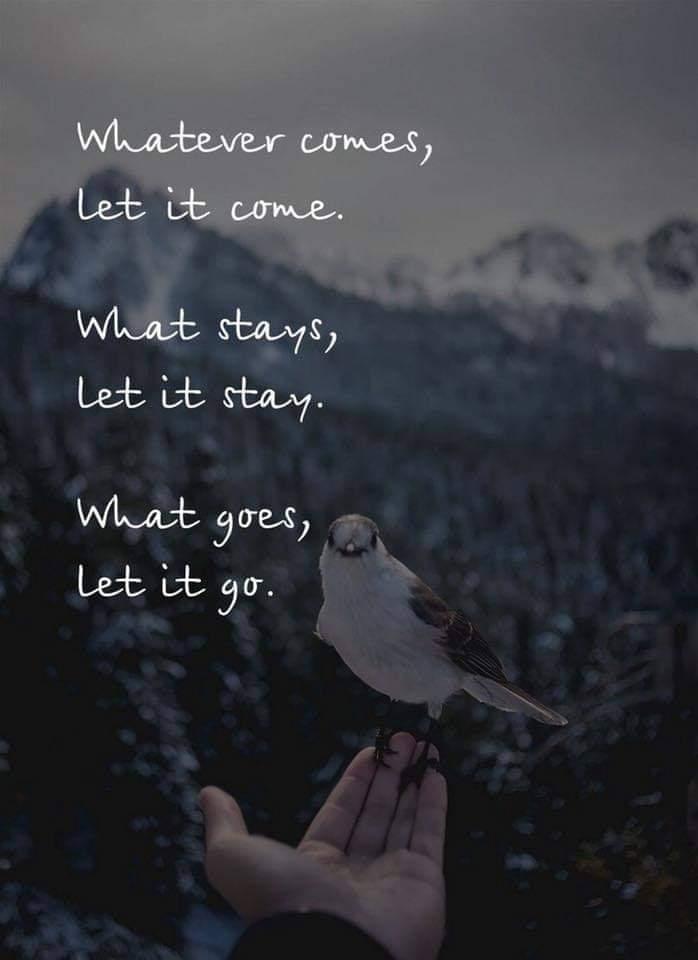 Whatever comes,
let it come.
What stays,
let it stay.
What goes,
let it go.